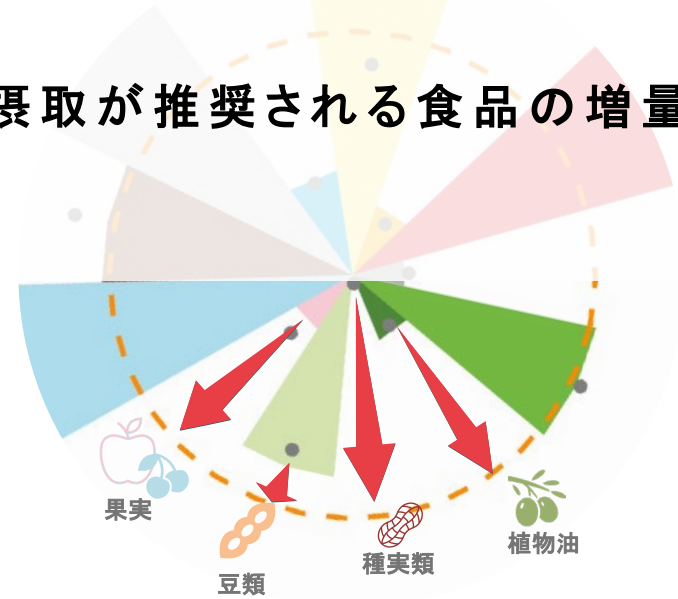 摂取が推奨される食品の増量
果実
豆類
種実類
植物油